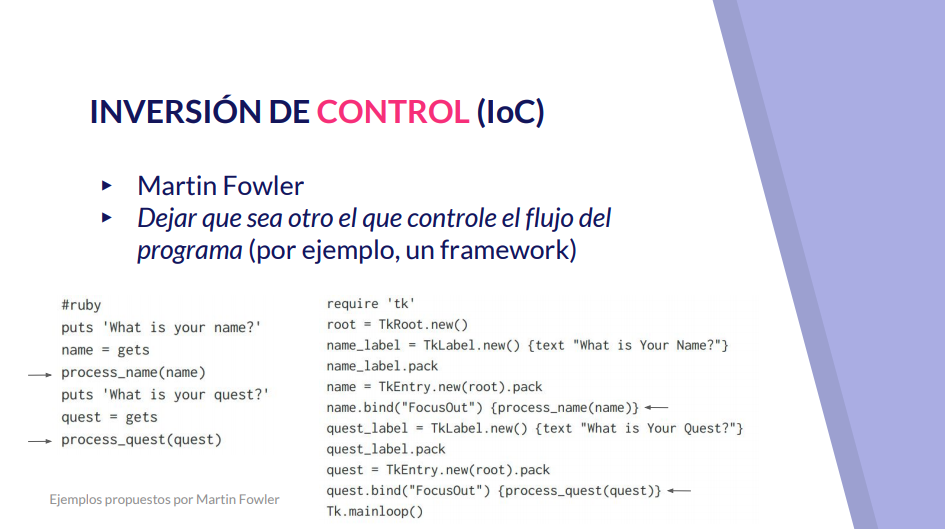 INVERSIÓN DE CONTROL (IoC)
▸ Martin Fowler
▸ Dejar que sea otro el que controle el flujo del
programa (por ejemplo, un framework)
#ruby
puts 'What is your name?'
name = gets
process_name(name)
puts 'What is your quest?'
quest = gets
process_quest(quest)
require 'tk'
root = TkRoot.new()
name_label = TkLabel.new() {text "What is Your Name?"}
name_label.pack
name = TkEntry.new(root).pack
name.bind("FocusOut") {process_name(name)}
quest_label = TkLabel.new() {text "What is Your Quest?"}
quest_label.pack
quest = TkEntry.new(root).pack
quest.bind("FocusOut") {process_quest(quest)}
Tk.mainloop()
Ejemplos propuestos por Martin Fowler